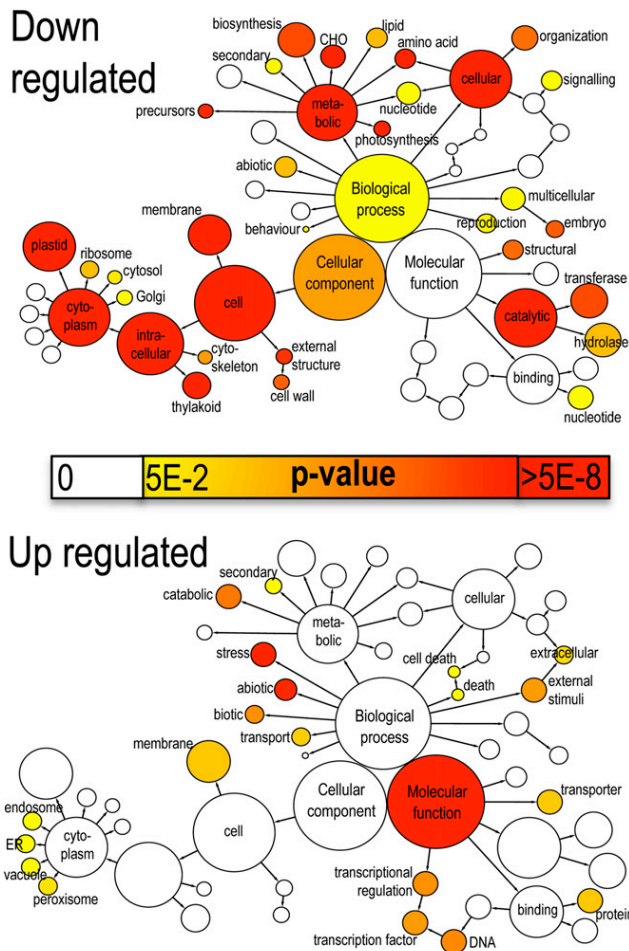 Down
regulated
biosynthesis
lipid
secondary
CHO
amino acid
organization
cellular
signalling
meta-
bolic
nucleotide
precursors
photosynthesis
abiotic
Biological
process
multicellular
membrane
behaviour
reproduction
embryo
plastid
ribosome
cytosol
Golgi
Cellular
component
Molecular
function
structural
transferase
cyto-
plasm
cell
catalytic
intra-
cellular
cyto-
skeleton
external
structure
hydrolase
thylakoid
cell wall
binding
nucleotide
0
5E-2
p-value
>5E-8
Up regulated
secondary
catabolic
cellular
meta-
bolic
stress
cell death
extracellular
abiotic
death
external
stimuli
biotic
Biological
process
transport
membrane
endosome
Cellular
component
Molecular
function
transporter
ER
cyto-
plasm
cell
vacuole
peroxisome
transcriptional
regulation
binding
protein
transcription factor
DNA